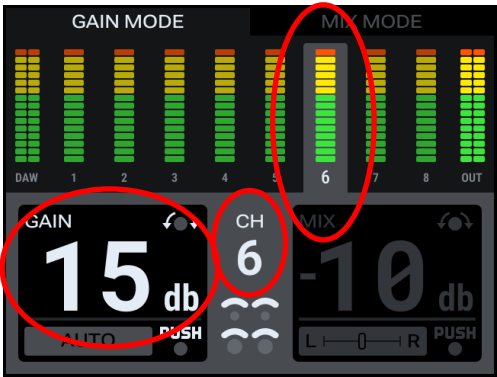 GAIN MODE
MIX MODE
DAW 1 2 3 4 5 6 7 8 OUT
GAIN
CH
MIX
15 db
6
-10 db
AUTO
PUSH
L R
PUSH